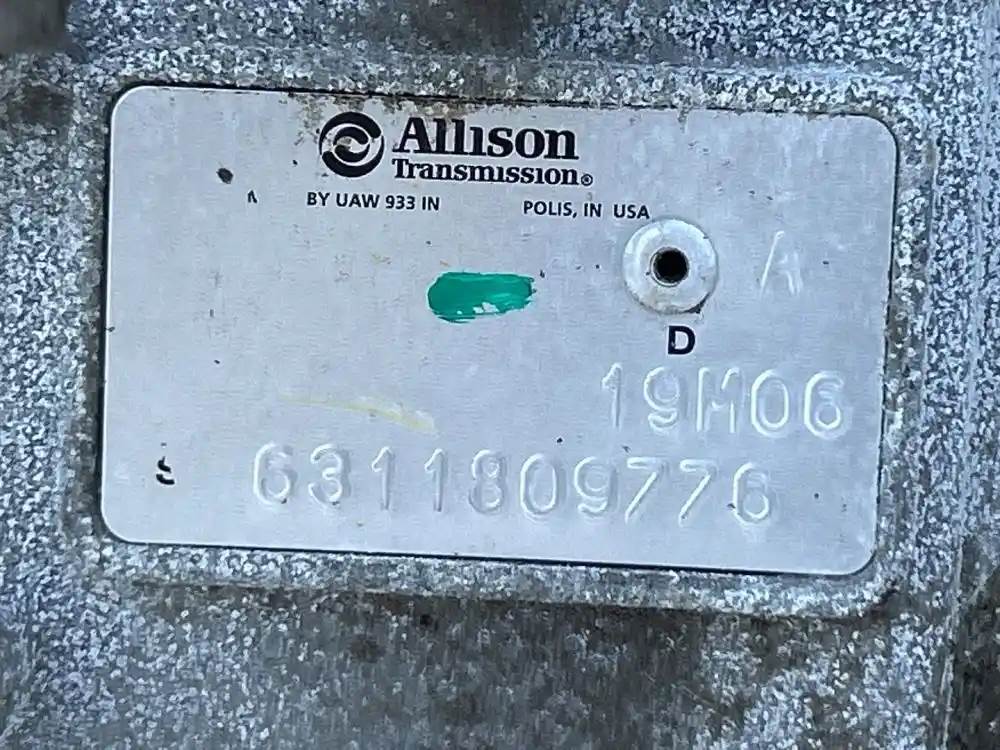 Allison
Transmission®
BY UAW 933 IN POLIS, IN USA
A
D
19M06
6311809776